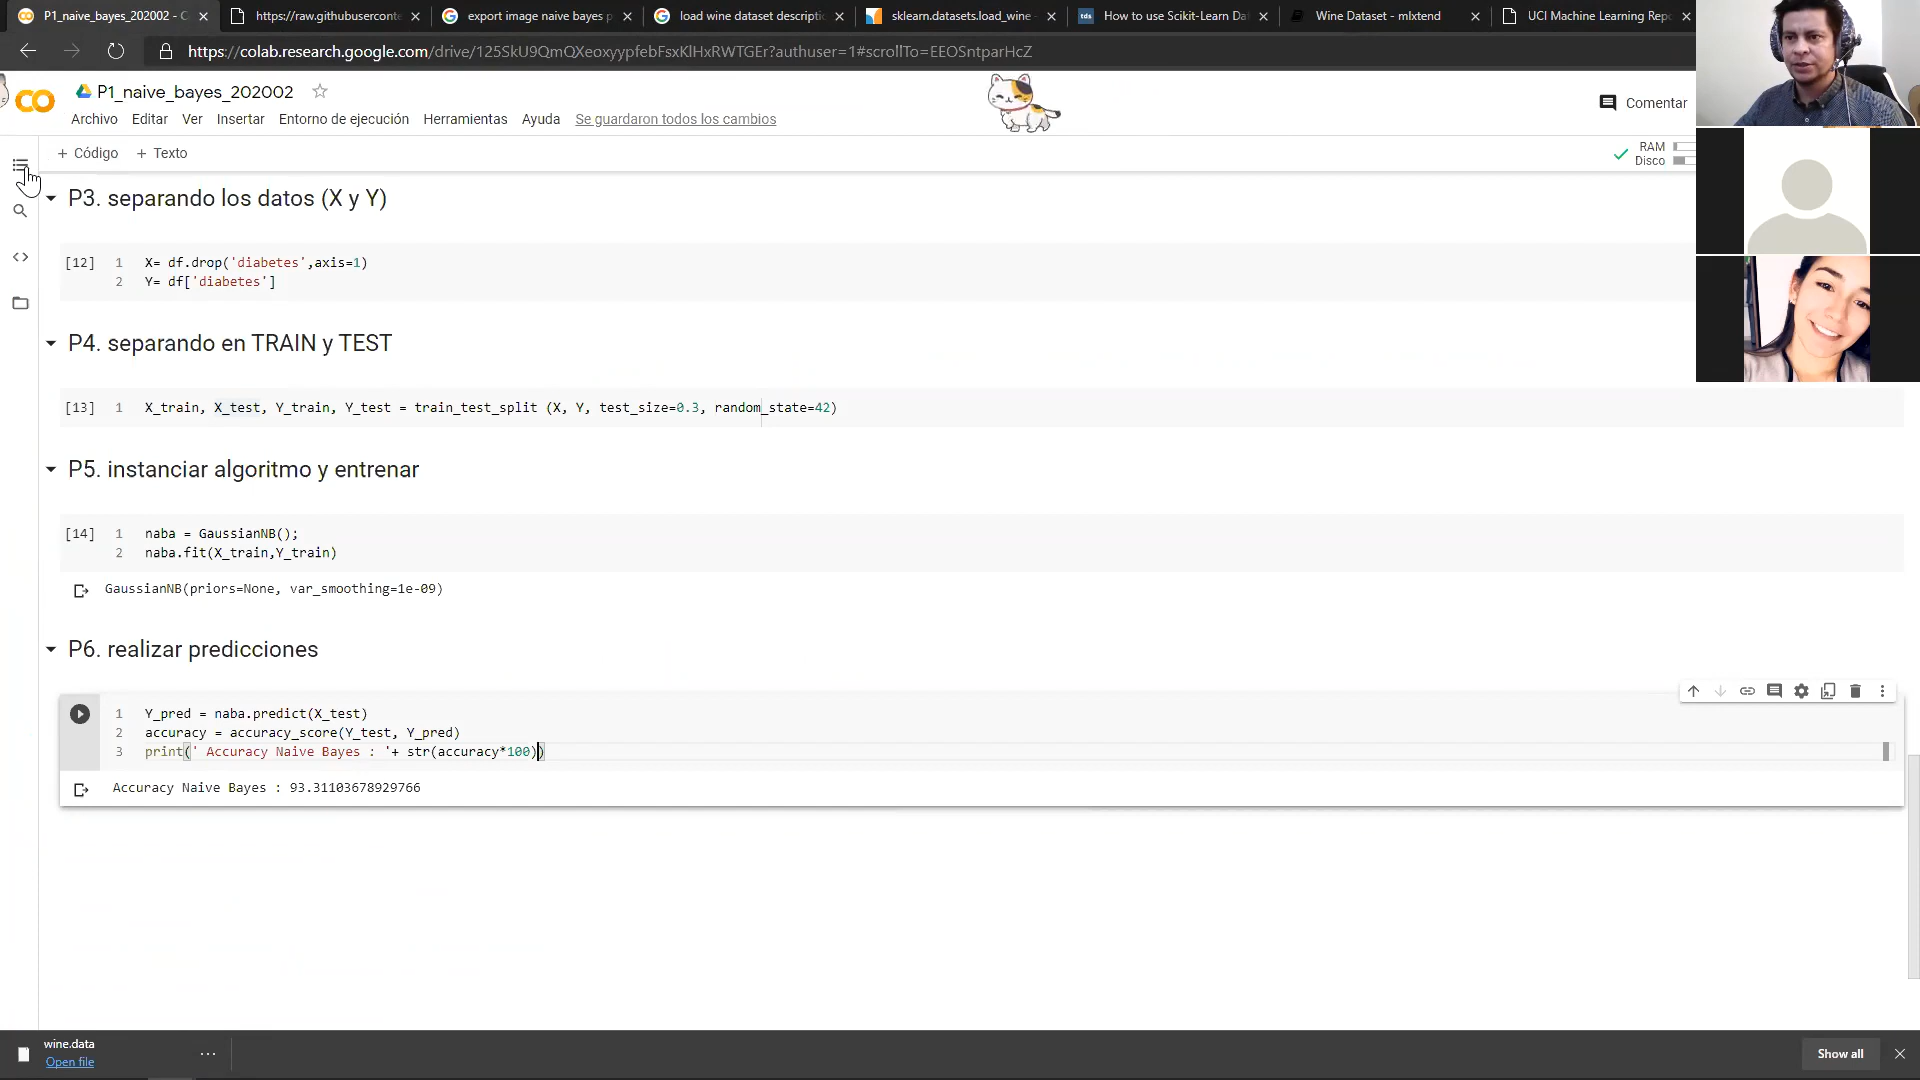 P1_naive_bayes_202002 - C
https://raw.githubuserconte
export image naive bayes p
load wine dataset descriptic
sklearn.datasets.load_wine -
How to use Scikit-Learn Da
Wine Dataset - mlxtend
UCI Machine Learning Repo
https://colab.research.google.com/drive/125SkU9QmQXeoxyypfebFsxKlHxRWTGEr?authuser=1#scrollTo=EEOSntparHcZ
P1_naive_bayes_202002
Archivo Editar Ver Insertar Entorno de ejecución Herramientas Ayuda Se guardaron todos los cambios
Comentar
+ Código + Texto
RAM
Disco
P3. separando los datos (X y Y)
[12] 1 X= df.drop('diabetes',axis=1)
2 Y= df['diabetes']
P4. separando en TRAIN y TEST
[13] 1 X_train, X_test, Y_train, Y_test = train_test_split (X, Y, test_size=0.3, random_state=42)
P5. instanciar algoritmo y entrenar
[14] 1 naba = GaussianNB();
2 naba.fit(X_train,Y_train)
GaussianNB(priors=None, var_smoothing=1e-09)
P6. realizar predicciones
1 Y_pred = naba.predict(X_test)
2 accuracy = accuracy_score(Y_test, Y_pred)
3 print(' Accuracy Naive Bayes : '+ str(accuracy*100))
Accuracy Naive Bayes : 93.31103678929766
wine.data
Open file
Show all